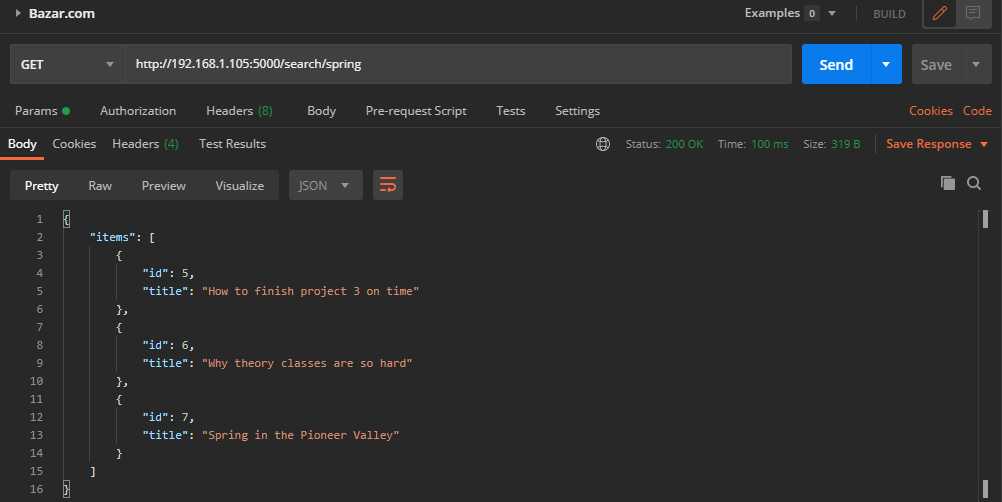 Bazar.com Examples 0 BUILD
GET http://192.168.1.105:5000/search/spring Send Save
Params Authorization Headers (8) Body Pre-request Script Tests Settings Cookies Code
Body Cookies Headers (4) Test Results Status: 200 OK Time: 100 ms Size: 319 B Save Response
Pretty Raw Preview Visualize JSON
1 {
2 "items": [
3 {
4 "id": 5,
5 "title": "How to finish project 3 on time"
6 },
7 {
8 "id": 6,
9 "title": "Why theory classes are so hard"
10 },
11 {
12 "id": 7,
13 "title": "Spring in the Pioneer Valley"
14 }
15 ]
16 }